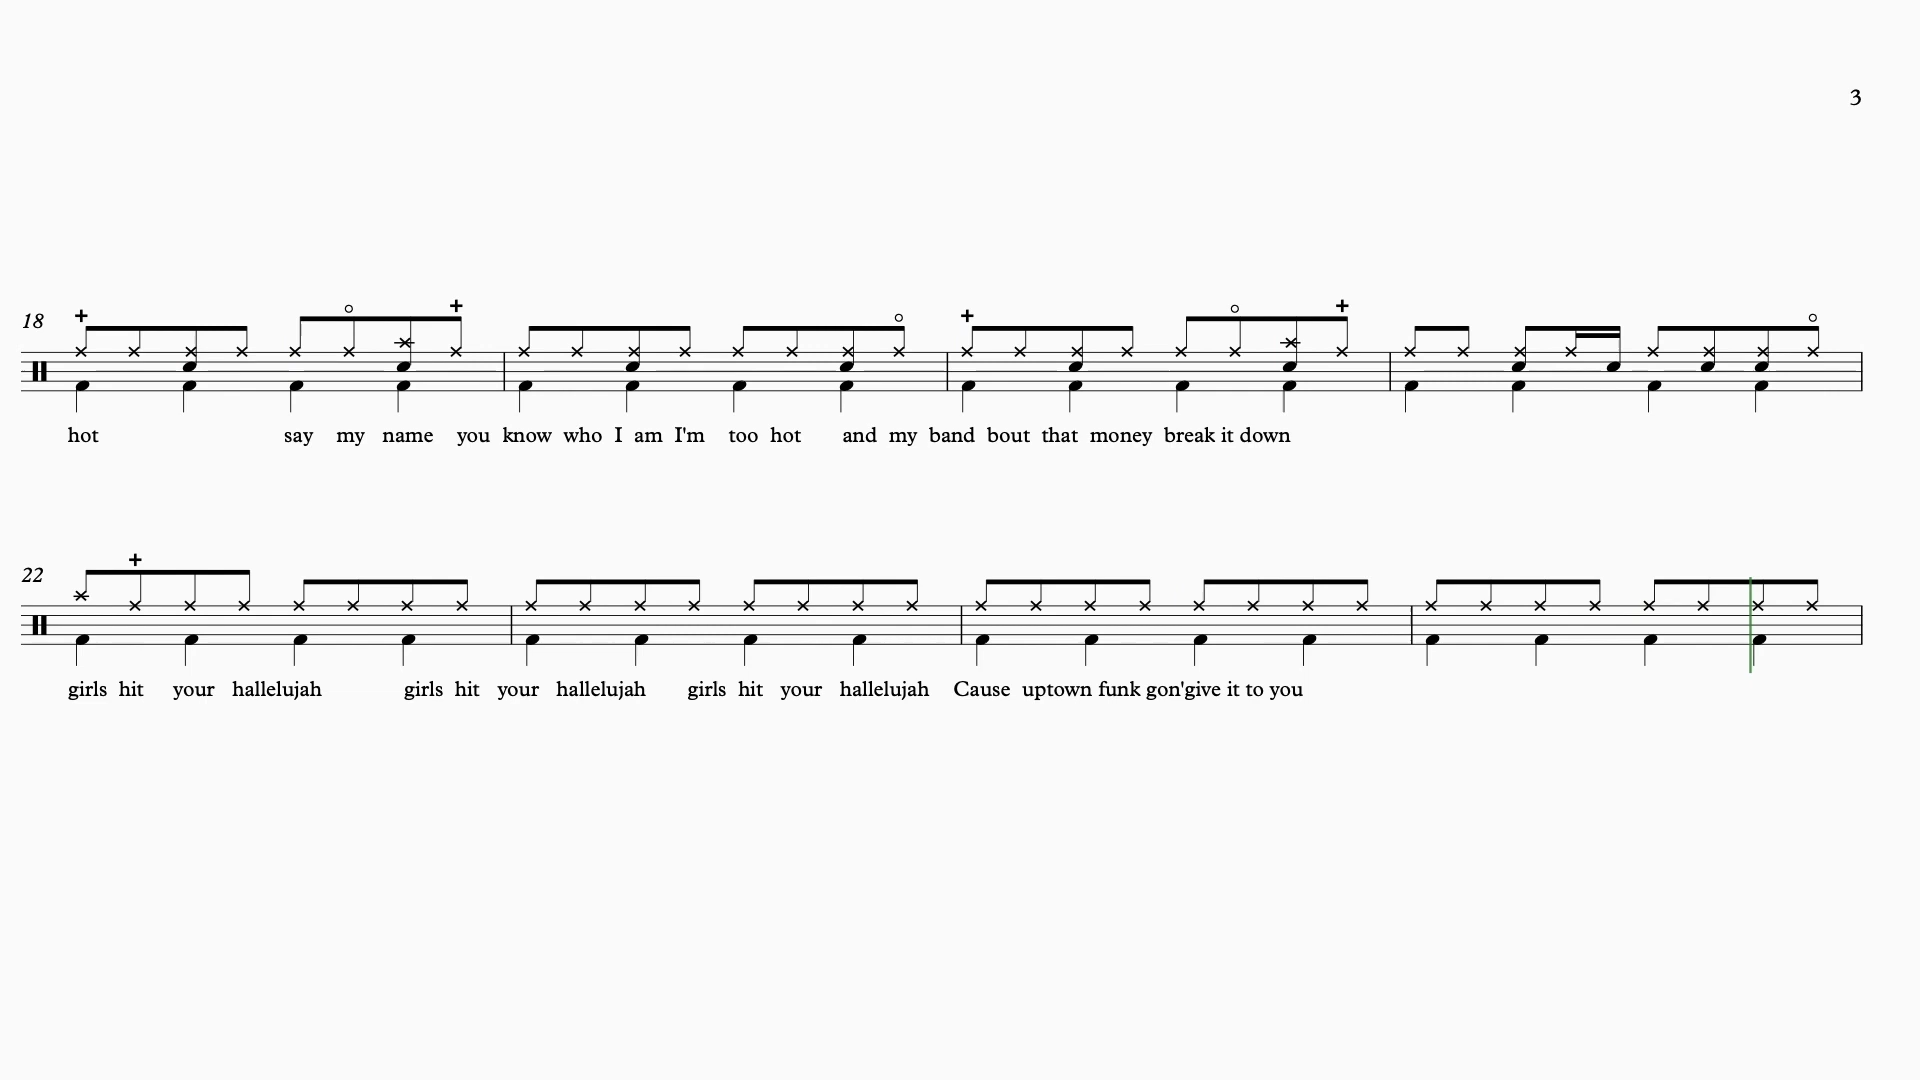 3
18
hot say my name you know who I am I'm too hot and my band bout that money break it down
22
girls hit your hallelujah girls hit your hallelujah girls hit your hallelujah Cause uptown funk gon'give it to you